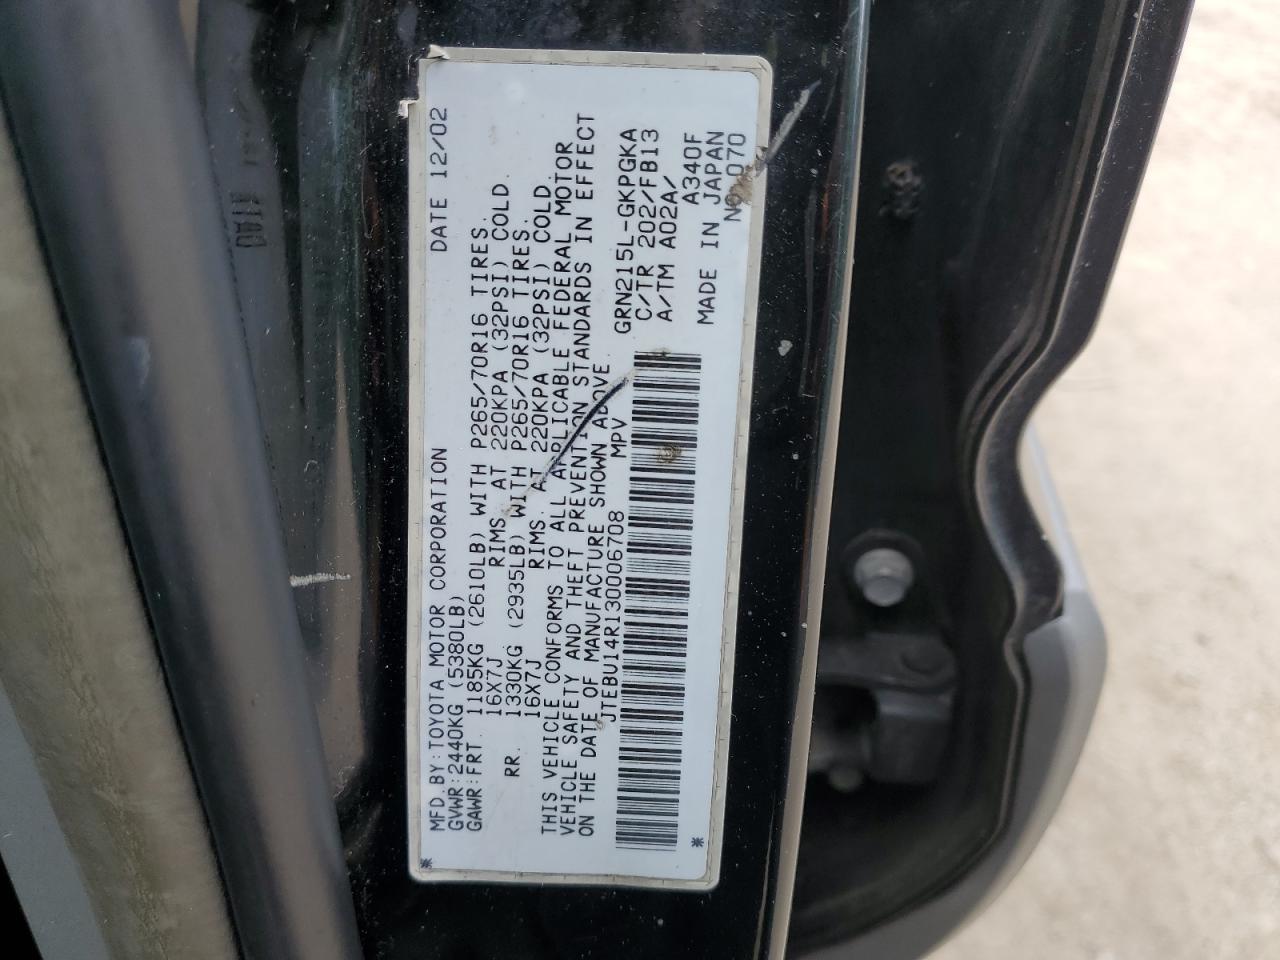 MFD. BY: TOYOTA MOTOR CORPORATION DATE 12/02
GVWR: 2440KG (5380LB)
GAWR: FRT. 1185KG (2610LB) WITH P265/70R16 TIRES.
16X7J RIMS. AT 220KPA (32PSI) COLD.
RR. 1330KG (2935LB) WITH P265/70R16 TIRES.
16X7J RIMS. AT 220KPA (32PSI) COLD
THIS VEHICLE CONFORMS TO ALL APPLICABLE FEDERAL MOTOR
VEHICLE SAFETY AND THEFT PREVENTION STANDARDS IN EFFECT
ON THE DATE OF MANUFACTURE SHOWN ABOVE.
JTEBU14R130006708 MPV
GRN215L-GKPGKA
C/TR 202/FB13
A/TM A02A/
A340F
MADE IN JAPAN
NO. 070